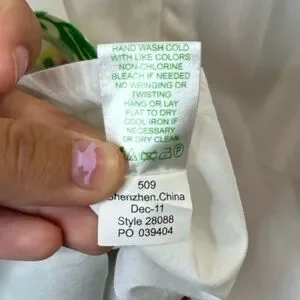 HAND WASH COLD
WITH LIKE COLORS
NON-CHLORINE
BLEACH IF NEEDED
NO WRINGING OR
TWISTING
HANG OR LAY
FLAT TO DRY
COOL IRON IF
NECESSARY
OR DRY CLEAN
P
509
Shenzhen.China
Dec-11
Style 28088
PO 039404